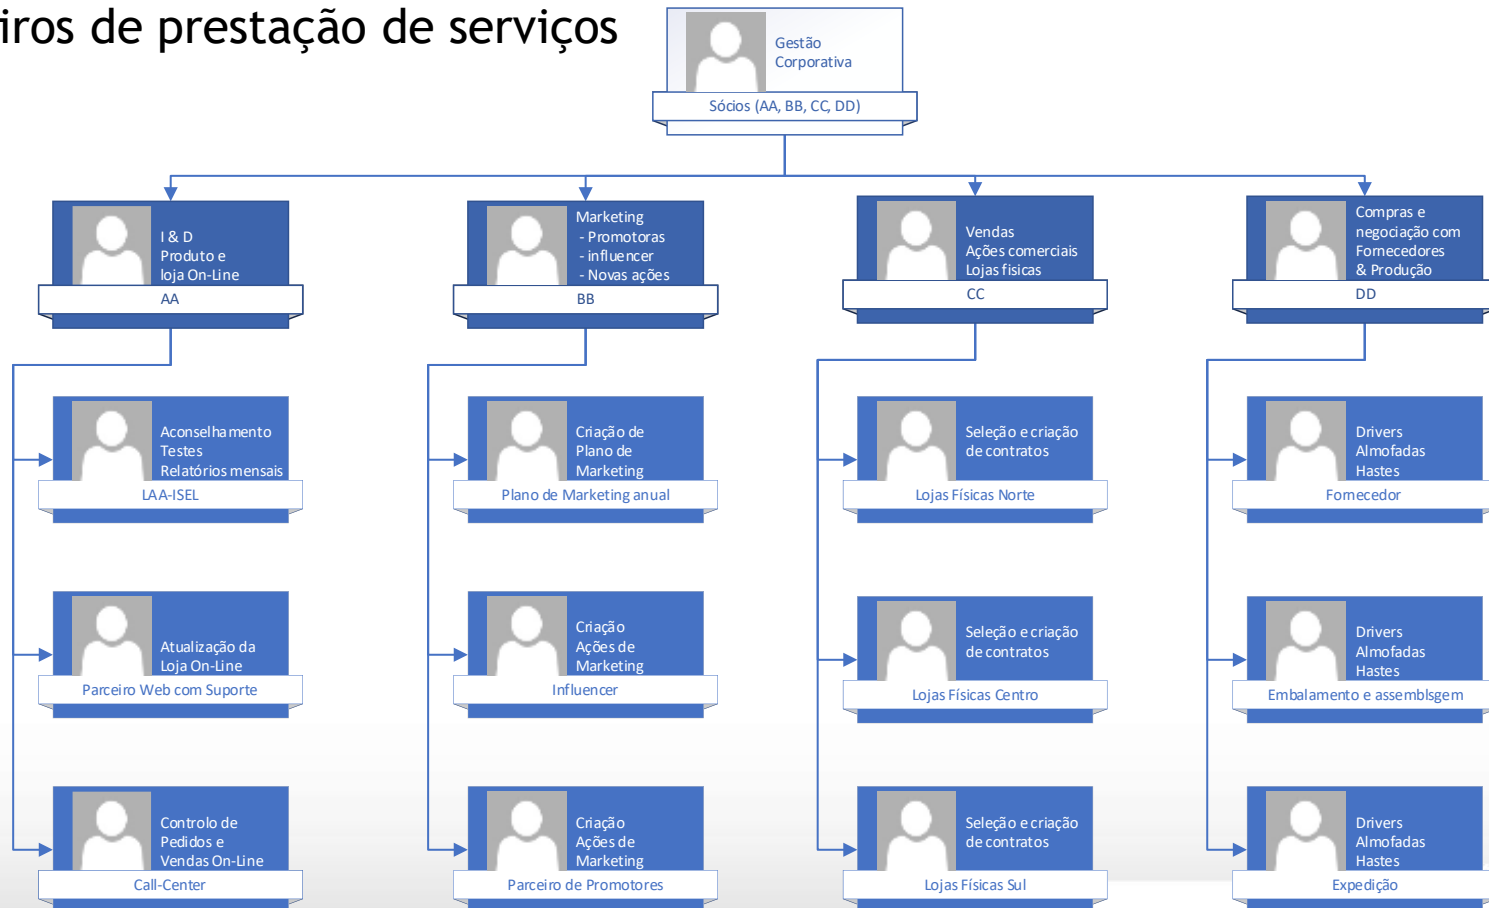 iros de prestação de serviços
Gestão
Corporativa
Sócios (AA, BB, CC, DD)
I & D
Produto e
loja On-Line
AA
Marketing
- Promotoras
- influencer
- Novas ações
BB
Vendas
Ações comerciais
Lojas fisicas
CC
Compras e
negociação com
Fornecedores
& Produção
DD
Aconselhamento
Testes
Relatórios mensais
LAA-ISEL
Criação de
Plano de
Marketing
Plano de Marketing anual
Seleção e criação
de contratos
Lojas Físicas Norte
Drivers
Almofadas
Hastes
Fornecedor
Atualização da
Loja On-Line
Parceiro Web com Suporte
Criação
Ações de
Marketing
Influencer
Seleção e criação
de contratos
Lojas Físicas Centro
Drivers
Almofadas
Hastes
Embalamento e assemblsgem
Controlo de
Pedidos e
Vendas On-Line
Call-Center
Criação
Ações de
Marketing
Parceiro de Promotores
Seleção e criação
de contratos
Lojas Físicas Sul
Drivers
Almofadas
Hastes
Expedição